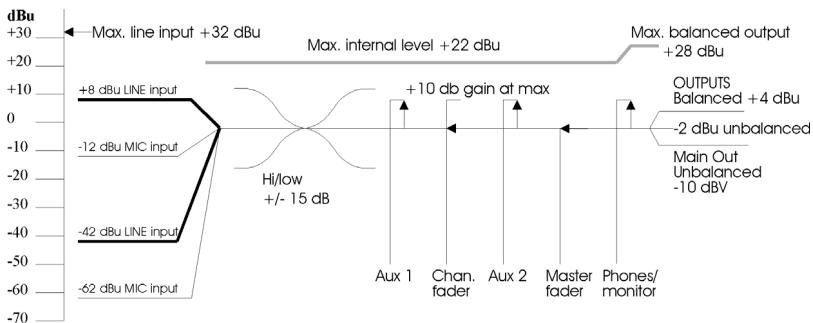 dBu
+30
+20
+10
0
-10
-20
-30
-40
-50
-60
-70
Max. line input +32 dBu
Max. internal level +22 dBu
Max. balanced output
+28 dBu
+8 dBu LINE input
-12 dBu MIC input
-42 dBu LINE input
-62 dBu MIC input
Hi/low
+/- 15 dB
+10 db gain at max
OUTPUTS
Balanced +4 dBu
-2 dBu unbalanced
Main Out
Unbalanced
-10 dBV
Aux 1
Chan.
fader
Aux 2
Master
fader
Phones/
monitor